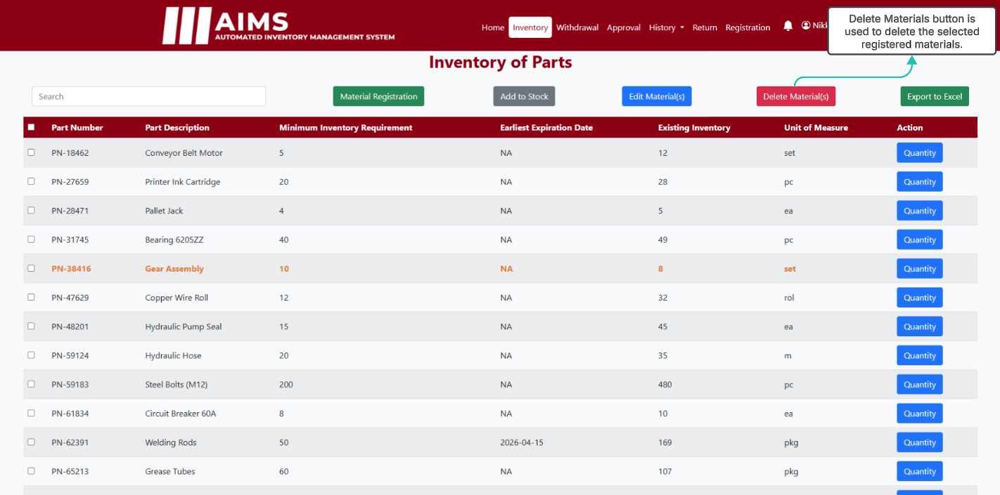 AIMS
AUTOMATED INVENTORY MANAGEMENT SYSTEM
Home Inventory Withdrawal Approval History Return Registration
Delete Materials button is
used to delete the selected
registered materials.
Inventory of Parts
Search Material Registration Add to Stock Edit Material(s) Delete Material(s) Export to Excel
Part Number Part Description Minimum Inventory Requirement Earliest Expiration Date Existing Inventory Unit of Measure Action
PN-18462 Conveyor Belt Motor 5 NA 12 set Quantity
PN-27659 Printer Ink Cartridge 20 NA 28 pc Quantity
PN-28471 Pallet Jack 4 NA 5 ea Quantity
PN-31745 Bearing 6205ZZ 40 NA 49 pc Quantity
PN-38416 Gear Assembly 10 NA 8 set Quantity
PN-47629 Copper Wire Roll 12 NA 32 rol Quantity
PN-48201 Hydraulic Pump Seal 15 NA 45 ea Quantity
PN-59124 Hydraulic Hose 20 NA 35 m Quantity
PN-59183 Steel Bolts (M12) 200 NA 480 pc Quantity
PN-61834 Circuit Breaker 60A 8 NA 10 ea Quantity
PN-62391 Welding Rods 50 2026-04-15 169 pkg Quantity
PN-65213 Grease Tubes 60 NA 107 pkg Quantity